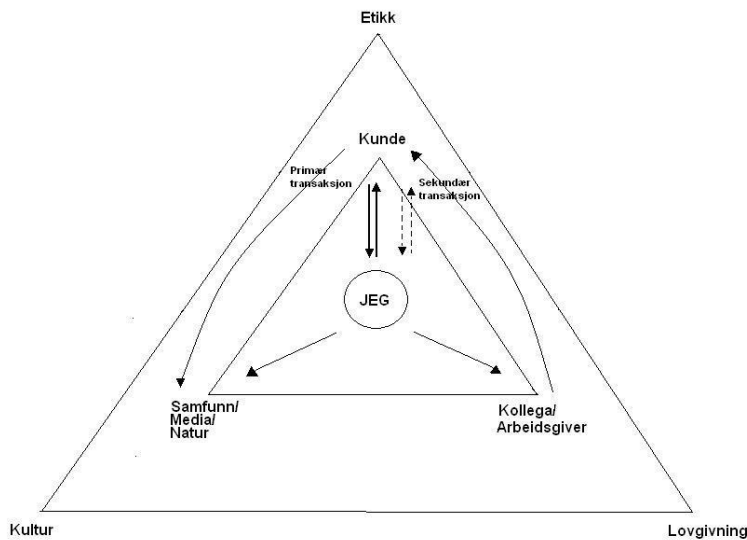 Etikk
Kunde
Primær
transaksjon
Sekundær
transaksjon
JEG
Samfunn/
Media/
Natur
Kollega/
Arbeidsgiver
Kultur
Lovgivning